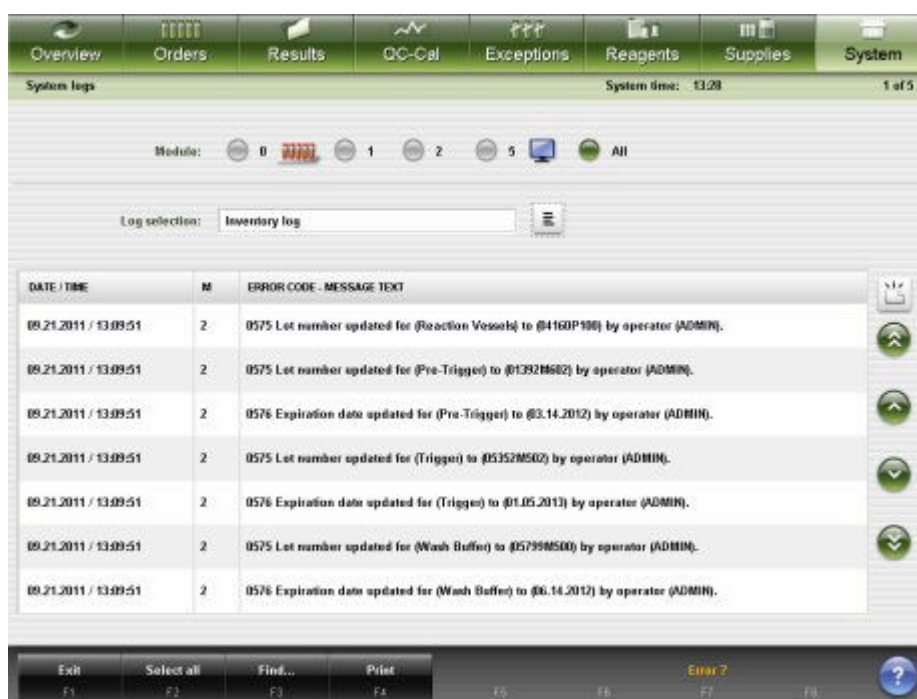 Overview Orders Results QC-Cal Exceptions Reagents Supplies System
System logs System time: 13:28 1 of 5
Module: 0 1 2 5 All
Log selection: Inventory log
DATE / TIME M ERROR CODE - MESSAGE TEXT
09.21.2011 / 13:09:51 2 0575 Lot number updated for (Reaction Vessels) to (04160P100) by operator (ADMIN).
09.21.2011 / 13:09:51 2 0575 Lot number updated for (Pre-Trigger) to (01392M602) by operator (ADMIN).
09.21.2011 / 13:09:51 2 0576 Expiration date updated for (Pre-Trigger) to (03.14.2012) by operator (ADMIN).
09.21.2011 / 13:09:51 2 0575 Lot number updated for (Trigger) to (05352M502) by operator (ADMIN).
09.21.2011 / 13:09:51 2 0576 Expiration date updated for (Trigger) to (01.05.2013) by operator (ADMIN).
09.21.2011 / 13:09:51 2 0575 Lot number updated for (Wash Buffer) to (05799M500) by operator (ADMIN).
09.21.2011 / 13:09:51 2 0576 Expiration date updated for (Wash Buffer) to (06.14.2012) by operator (ADMIN).
Exit Select all Find... Print Error ? ?
F1 F2 F3 F4 F5 F6 F7 F8